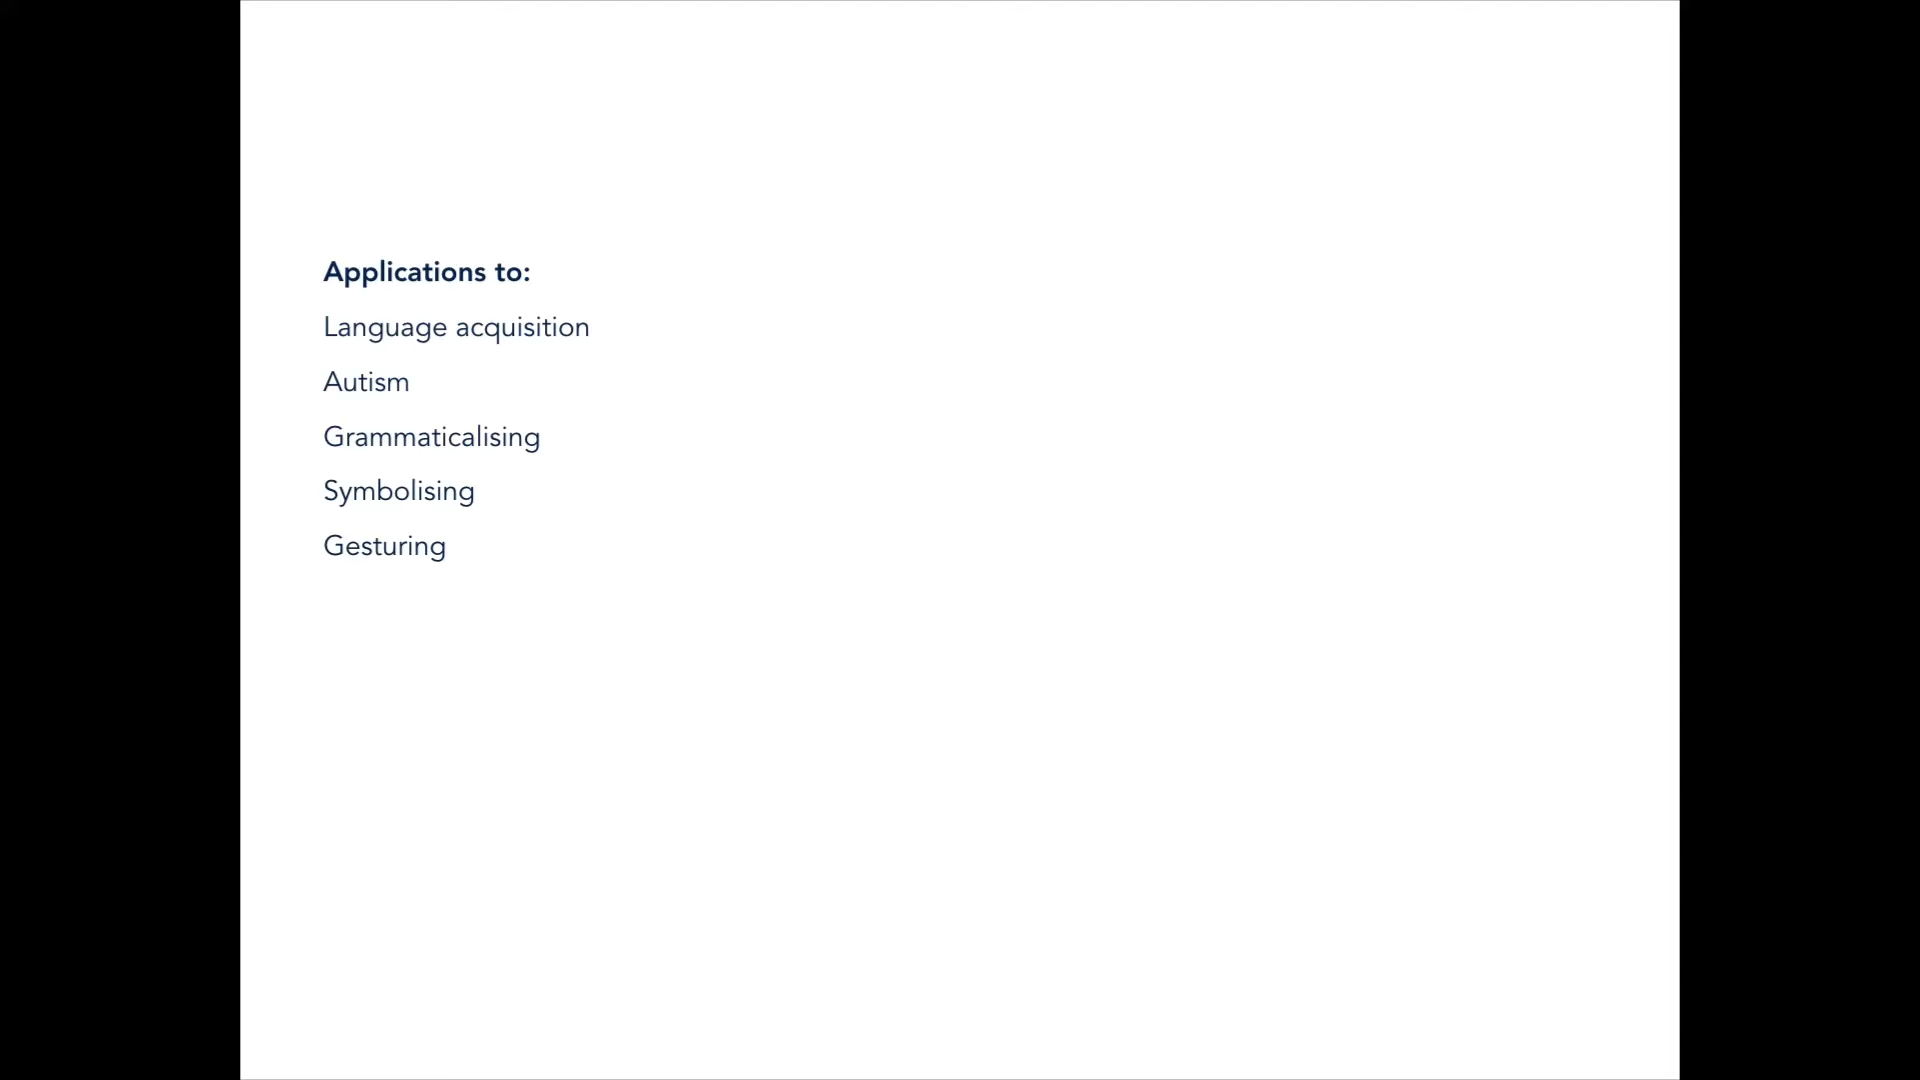 Applications to:
Language acquisition
Autism
Grammaticalising
Symbolising
Gesturing